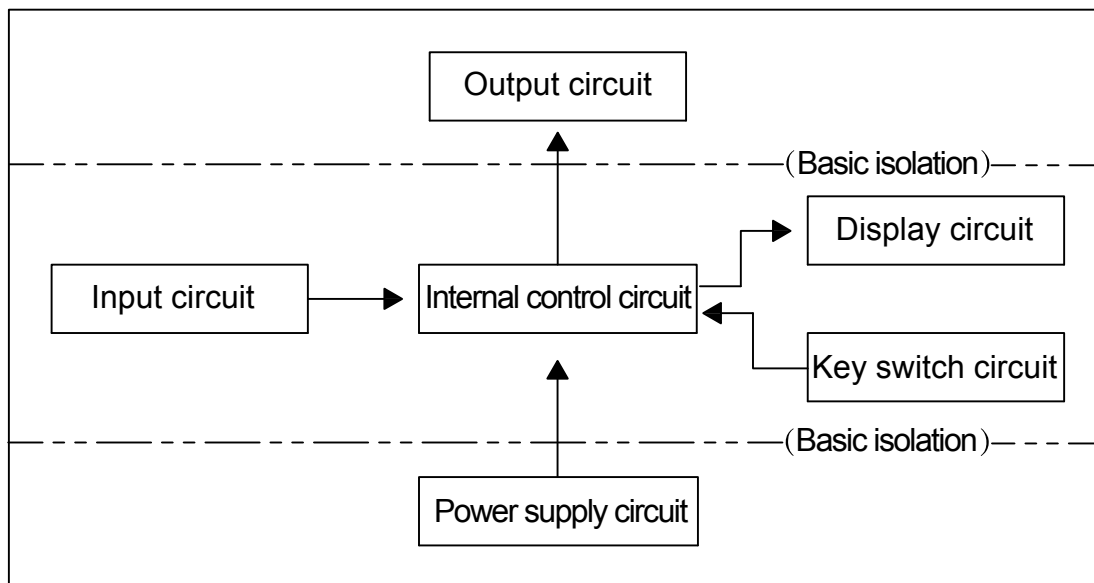 Output circuit
(Basic isolation)
Display circuit
Input circuit
Internal control circuit
Key switch circuit
(Basic isolation)
Power supply circuit